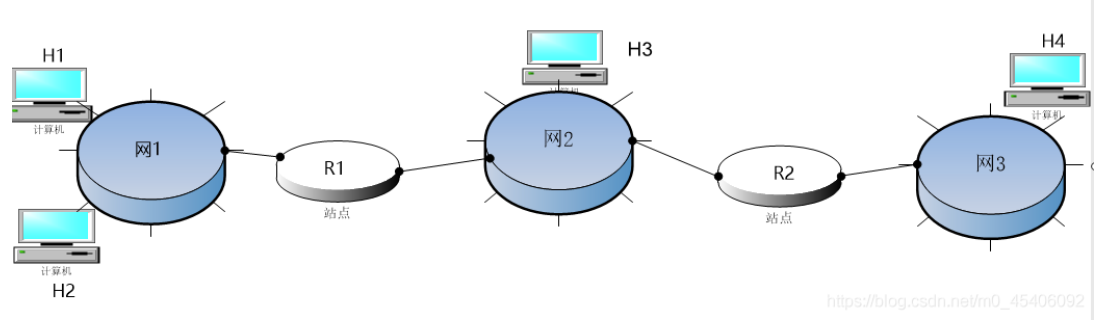 H1
计算机
网1
R1
站点
H3
计算机
网2
R2
站点
H4
计算机
网3
计算机
H2
https://blog.csdn.net/m0_45406092